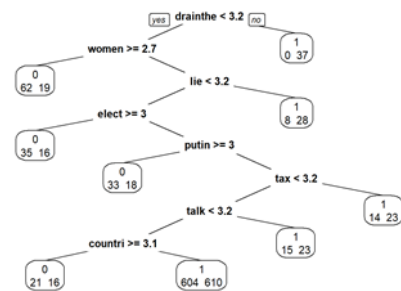 yes drainthe < 3.2 no
women >= 2.7
1
0 37
0
62 19
lie < 3.2
elect >= 3
1
8 28
0
35 16
putin >= 3
0
33 18
tax < 3.2
talk < 3.2
1
14 23
countri >= 3.1
1
15 23
0
21 16
1
604 610